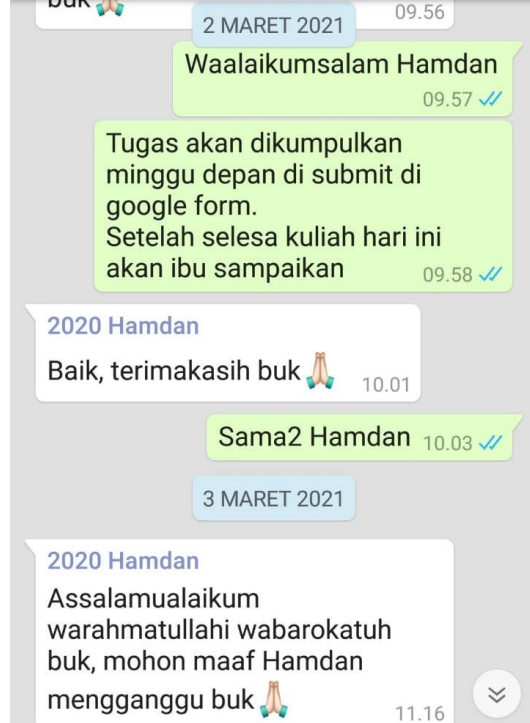 buk 🙏🏻
09.56
2 MARET 2021
Waalaikumsalam Hamdan
09.57
Tugas akan dikumpulkan
minggu depan di submit di
google form.
Setelah selesa kuliah hari ini
akan ibu sampaikan 09.58
2020 Hamdan
Baik, terimakasih buk 🙏🏻 10.01
Sama2 Hamdan 10.03
3 MARET 2021
2020 Hamdan
Assalamualaikum
warahmatullahi wabarokatuh
buk, mohon maaf Hamdan
mengganggu buk 🙏🏻 11.16